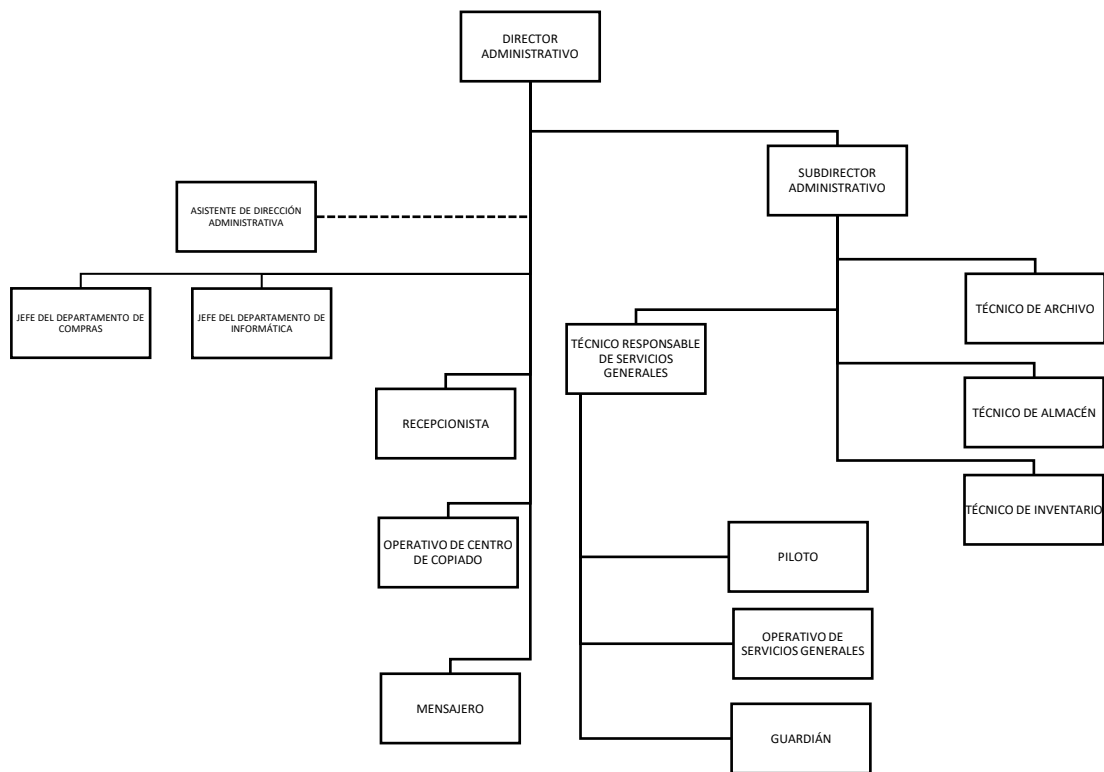 DIRECTOR
ADMINISTRATIVO
SUBDIRECTOR
ADMINISTRATIVO
ASISTENTE DE DIRECCIÓN
ADMINISTRATIVA
JEFE DEL DEPARTAMENTO DE
COMPRAS
JEFE DEL DEPARTAMENTO DE
INFORMÁTICA
TÉCNICO DE ARCHIVO
TÉCNICO RESPONSABLE
DE SERVICIOS
GENERALES
RECEPCIONISTA
TÉCNICO DE ALMACÉN
TÉCNICO DE INVENTARIO
OPERATIVO DE CENTRO
DE COPIADO
PILOTO
OPERATIVO DE
SERVICIOS GENERALES
MENSAJERO
GUARDIÁN